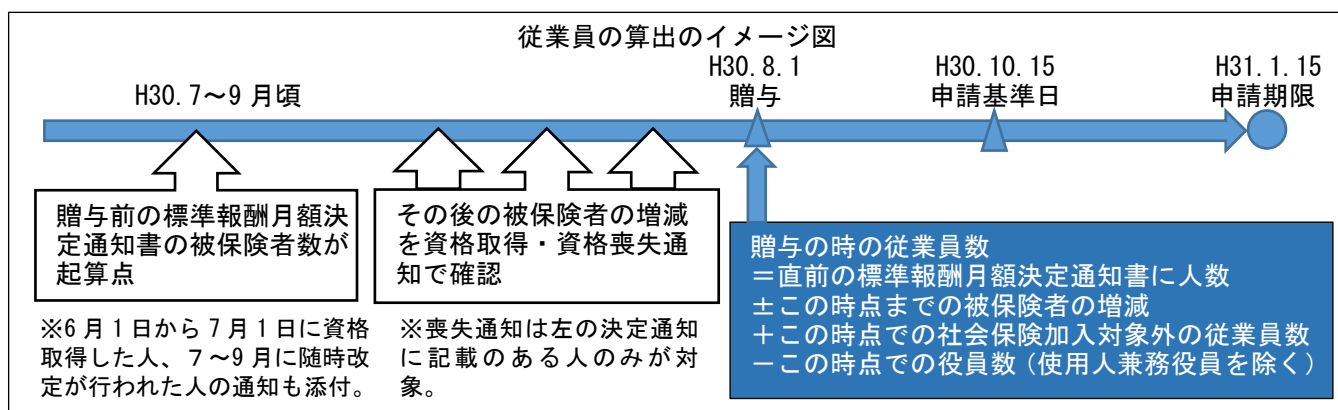 従業員の算出のイメージ図
H30.7～9月頃
H30.8.1
贈与
H30.10.15
申請基準日
H31.1.15
申請期限
贈与前の標準報酬月額決
定通知書の被保険者数が
起算点
その後の被保険者の増減
を資格取得・資格喪失通
知で確認
贈与の時の従業員数
＝直前の標準報酬月額決定通知書に人数
±この時点までの被保険者の増減
＋この時点での社会保険加入対象外の従業員数
－この時点での役員数（使用人兼務役員を除く）
※6月1日から7月1日に資格
取得した人、７～9月に随時改
定が行われた人の通知も添付。
※喪失通知は左の決定通知
に記載のある人のみが対
象。